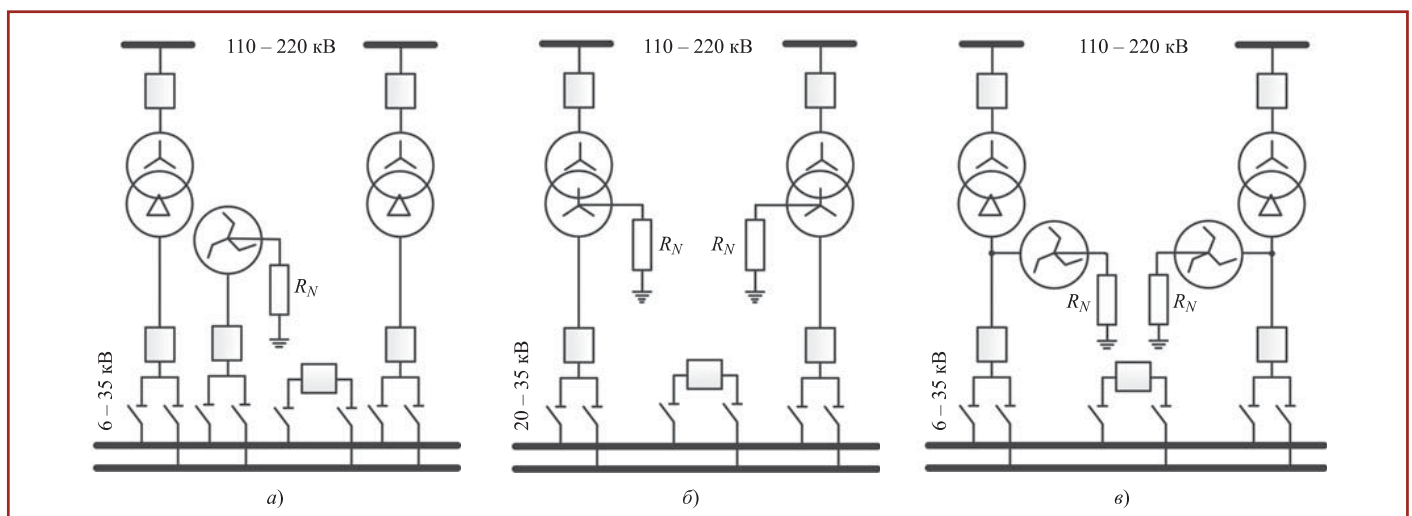 110 – 220 кВ
110 – 220 кВ
110 – 220 кВ
R_N
R_N
R_N
R_N
R_N
6 – 35 кВ
20 – 35 кВ
6 – 35 кВ
а)
б)
в)